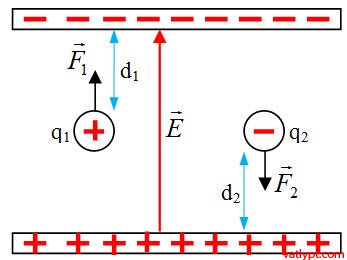 F₁
d₁
q₁
E
q₂
d₂
F₂
vatlypt.com